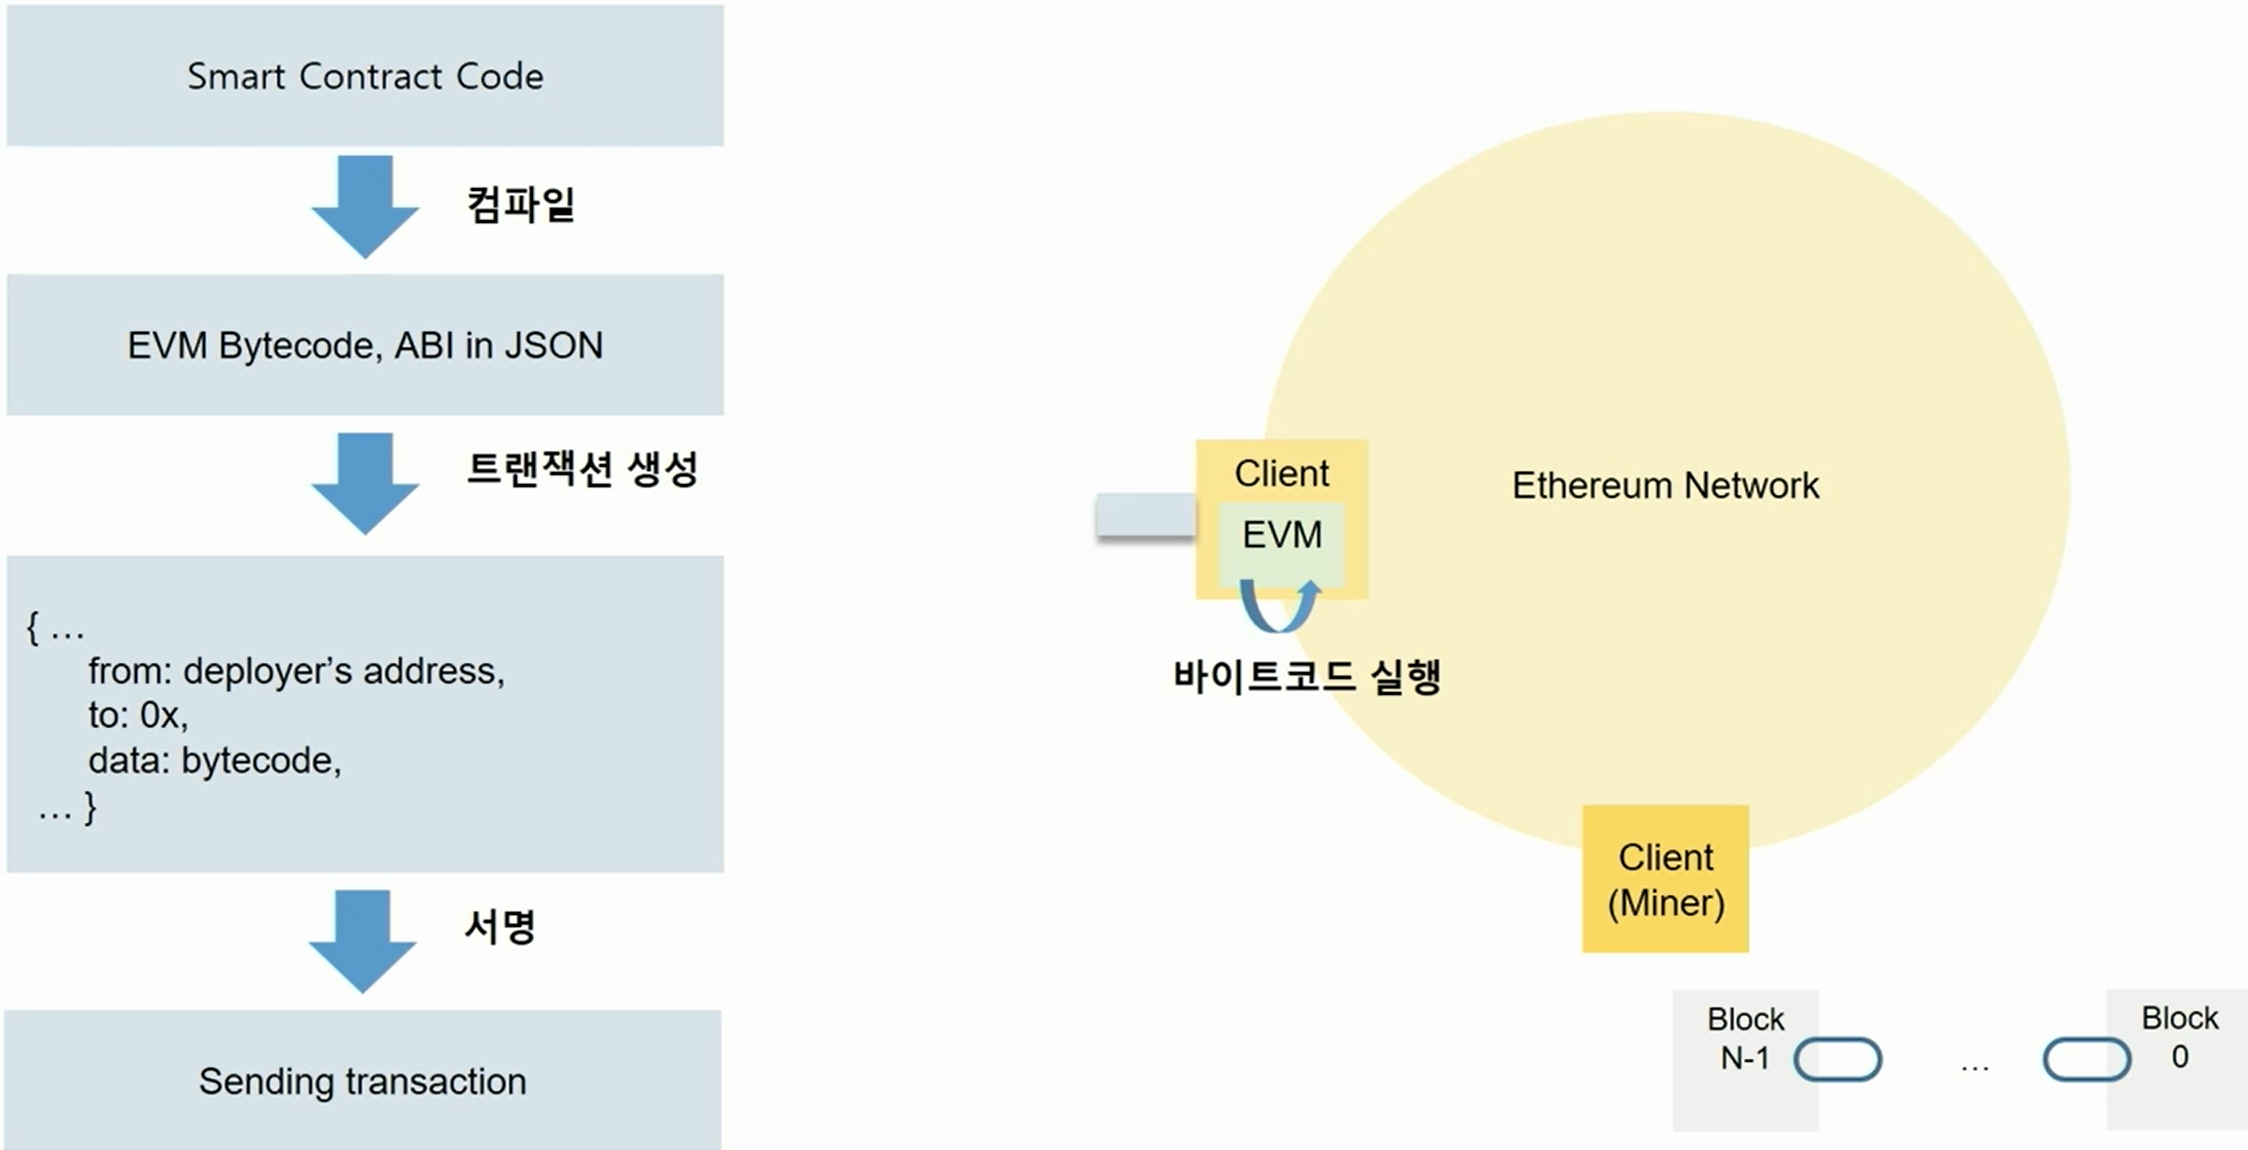 Smart Contract Code
컴파일
EVM Bytecode, ABI in JSON
트랜잭션 생성
{ …
from: deployer’s address,
to: 0x,
data: bytecode,
… }
서명
Sending transaction
Client
EVM
바이트코드 실행
Ethereum Network
Client
(Miner)
Block
N-1
…
Block
0